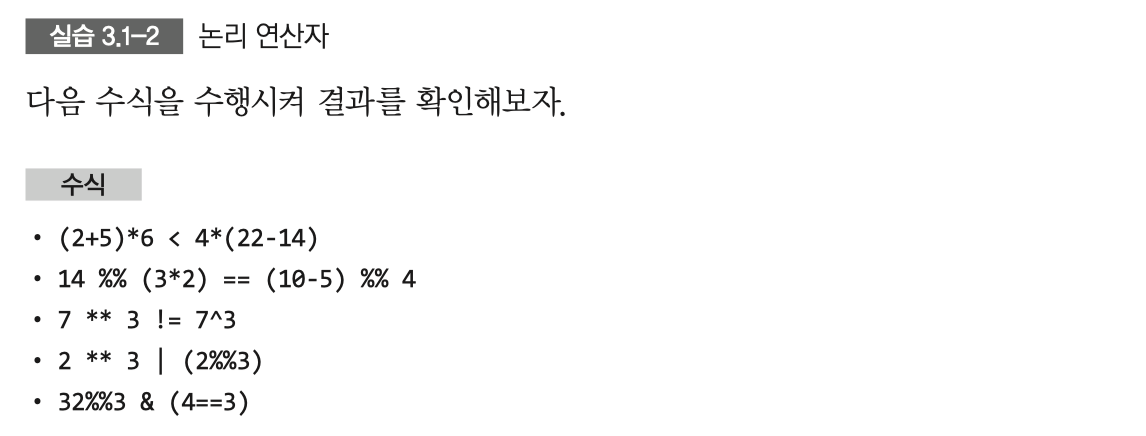 실습 3.1-2 논리 연산자
다음 수식을 수행시켜 결과를 확인해보자.
수식
• (2+5)*6 < 4*(22-14)
• 14 %% (3*2) == (10-5) %% 4
• 7 ** 3 != 7^3
• 2 ** 3 | (2%%3)
• 32%%3 & (4==3)